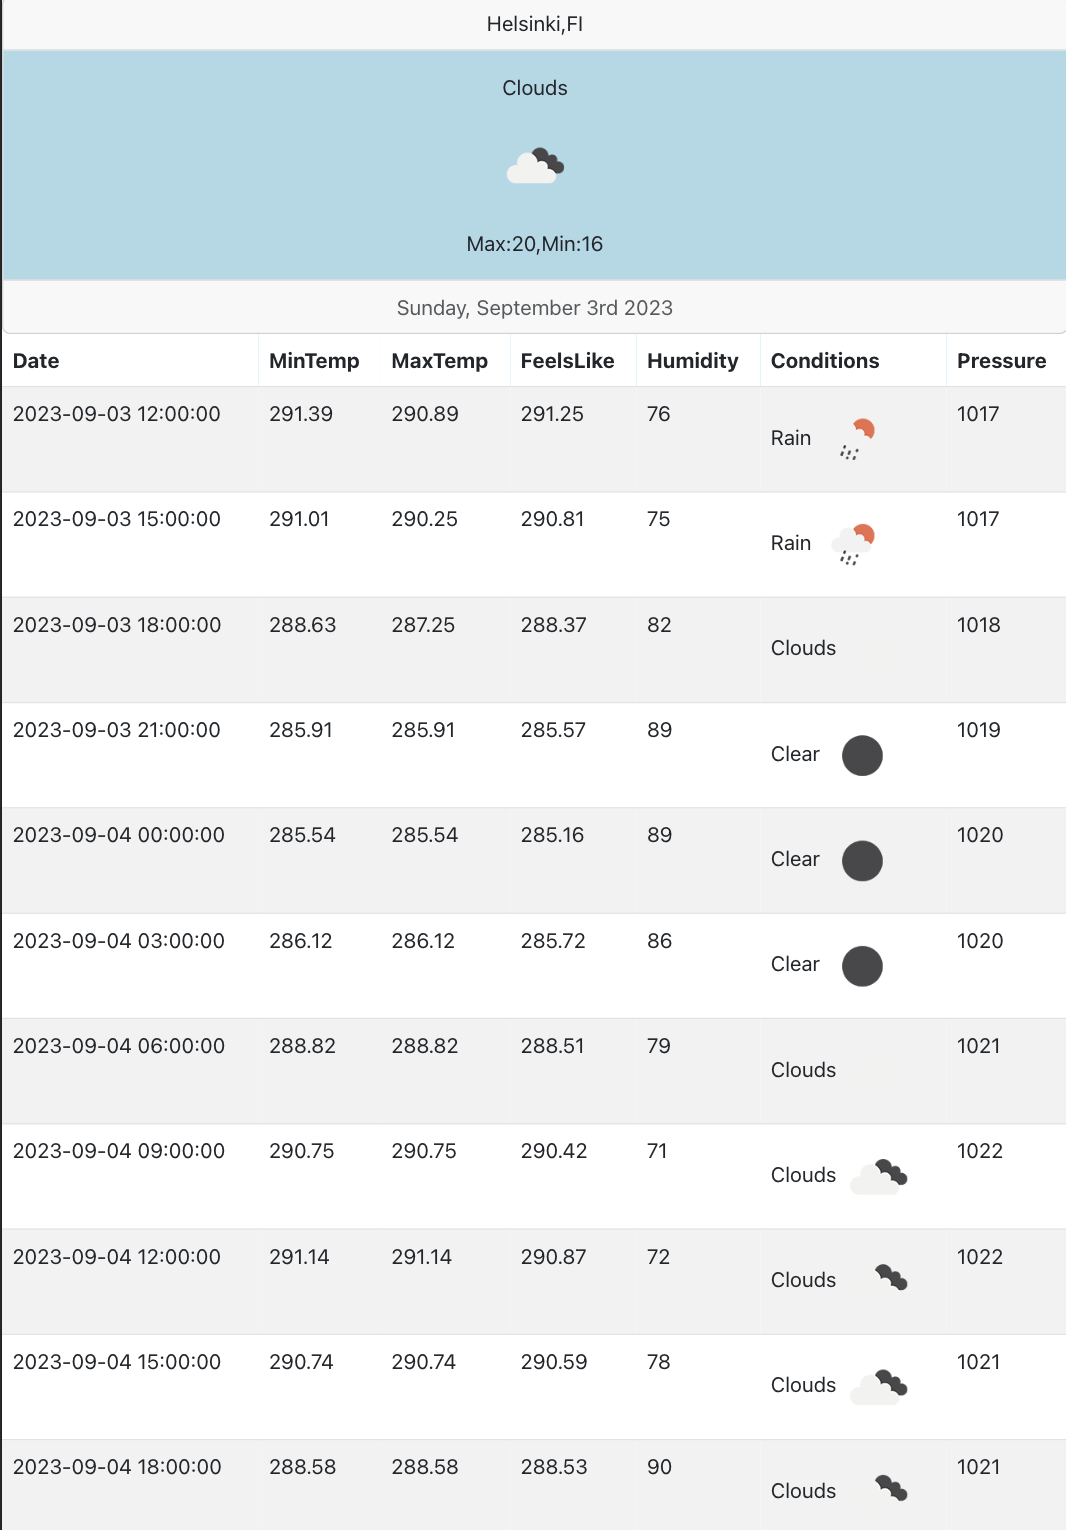 Helsinki,FI
Clouds
Max:20,Min:16
Sunday, September 3rd 2023
Date MinTemp MaxTemp FeelsLike Humidity Conditions Pressure
2023-09-03 12:00:00 291.39 290.89 291.25 76 Rain 1017
2023-09-03 15:00:00 291.01 290.25 290.81 75 Rain 1017
2023-09-03 18:00:00 288.63 287.25 288.37 82 Clouds 1018
2023-09-03 21:00:00 285.91 285.91 285.57 89 Clear 1019
2023-09-04 00:00:00 285.54 285.54 285.16 89 Clear 1020
2023-09-04 03:00:00 286.12 286.12 285.72 86 Clear 1020
2023-09-04 06:00:00 288.82 288.82 288.51 79 Clouds 1021
2023-09-04 09:00:00 290.75 290.75 290.42 71 Clouds 1022
2023-09-04 12:00:00 291.14 291.14 290.87 72 Clouds 1022
2023-09-04 15:00:00 290.74 290.74 290.59 78 Clouds 1021
2023-09-04 18:00:00 288.58 288.58 288.53 90 Clouds 1021